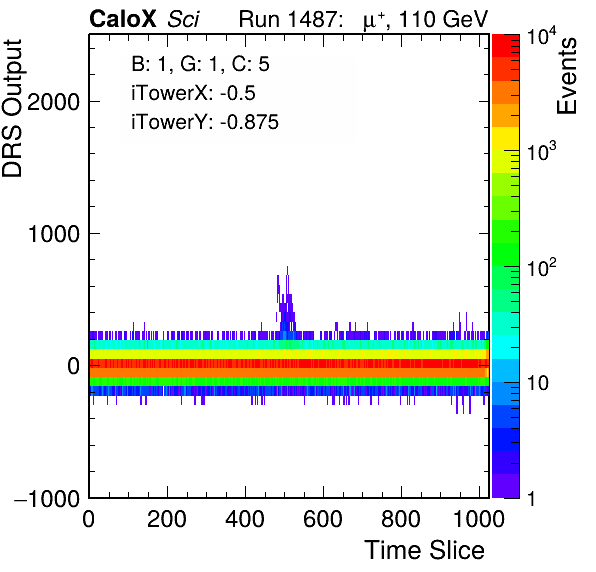 CaloX Sci Run 1487: μ⁺, 110 GeV
B: 1, G: 1, C: 5
iTowerX: -0.5
iTowerY: -0.875
DRS Output
2000
1000
0
−1000
0 200 400 600 800 1000
Time Slice
Events
10⁴
10³
10²
10
1